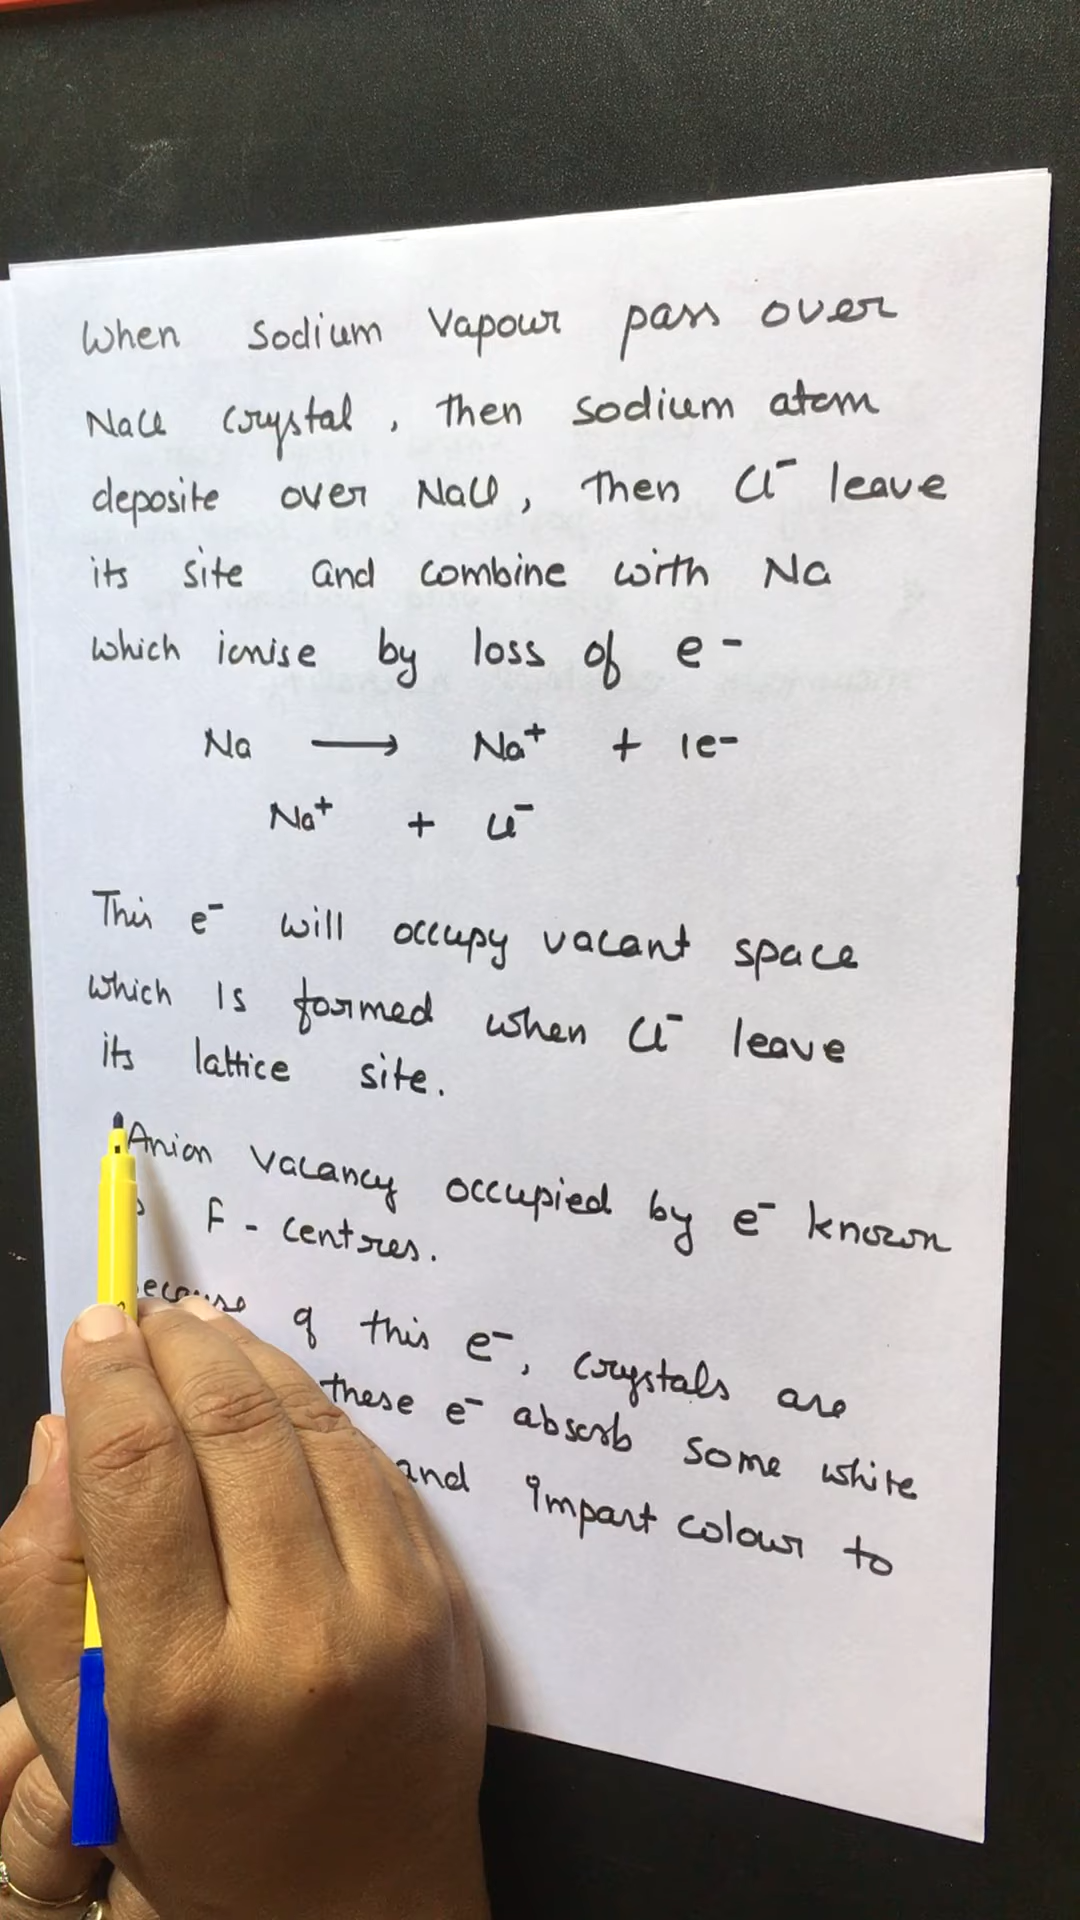 When Sodium Vapour pass over
NaCl crystal, then sodium atom
deposite over NaCl, then Cl⁻ leave
its site and combine with Na
which ionise by loss of e-
Na ⟶ Na⁺ + 1e-
Na⁺ + Cl⁻
This e⁻ will occupy vacant space
which is formed when Cl⁻ leave
its lattice site.
Anion vacancy occupied by e⁻ known
F - centres.
of this e⁻, crystals are
these e⁻ absorb some white
and impart colour to